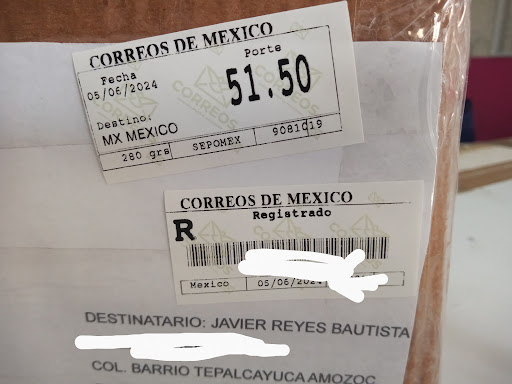 CORREOS DE MEXICO
Fecha Porte
05/06/2024 51.50
Destino:
MX MEXICO
280 grs SEPOMEX 9081019
CORREOS DE MEXICO
Registrado
R
Mexico 05/06/2024
DESTINATARIO: JAVIER REYES BAUTISTA
COL. BARRIO TEPALCAYUCA AMOZOC